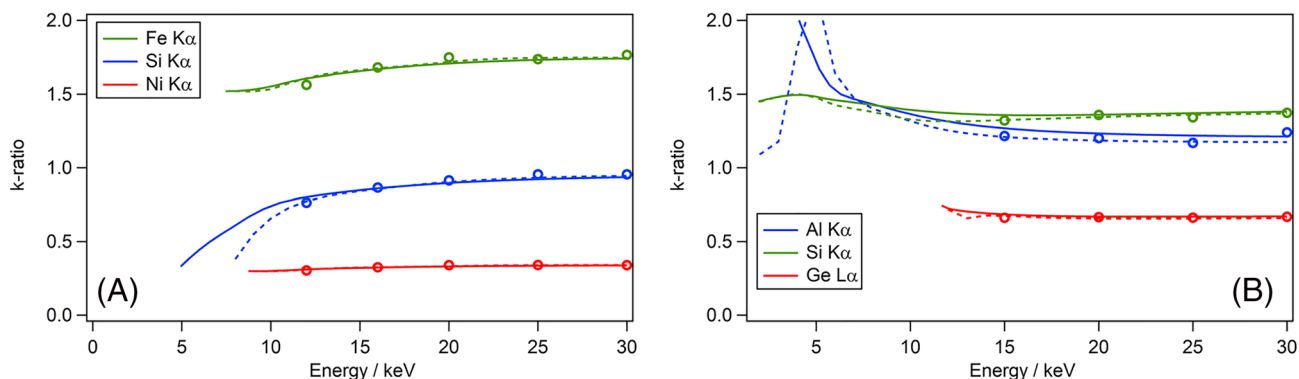 2.0
1.5
1.0
0.5
0.0
k-ratio
Fe Kα
Si Kα
Ni Kα
(A)
0 5 10 15 20 25 30
Energy / keV
2.0
1.5
1.0
0.5
0.0
k-ratio
Al Kα
Si Kα
Ge Lα
(B)
5 10 15 20 25 30
Energy / keV